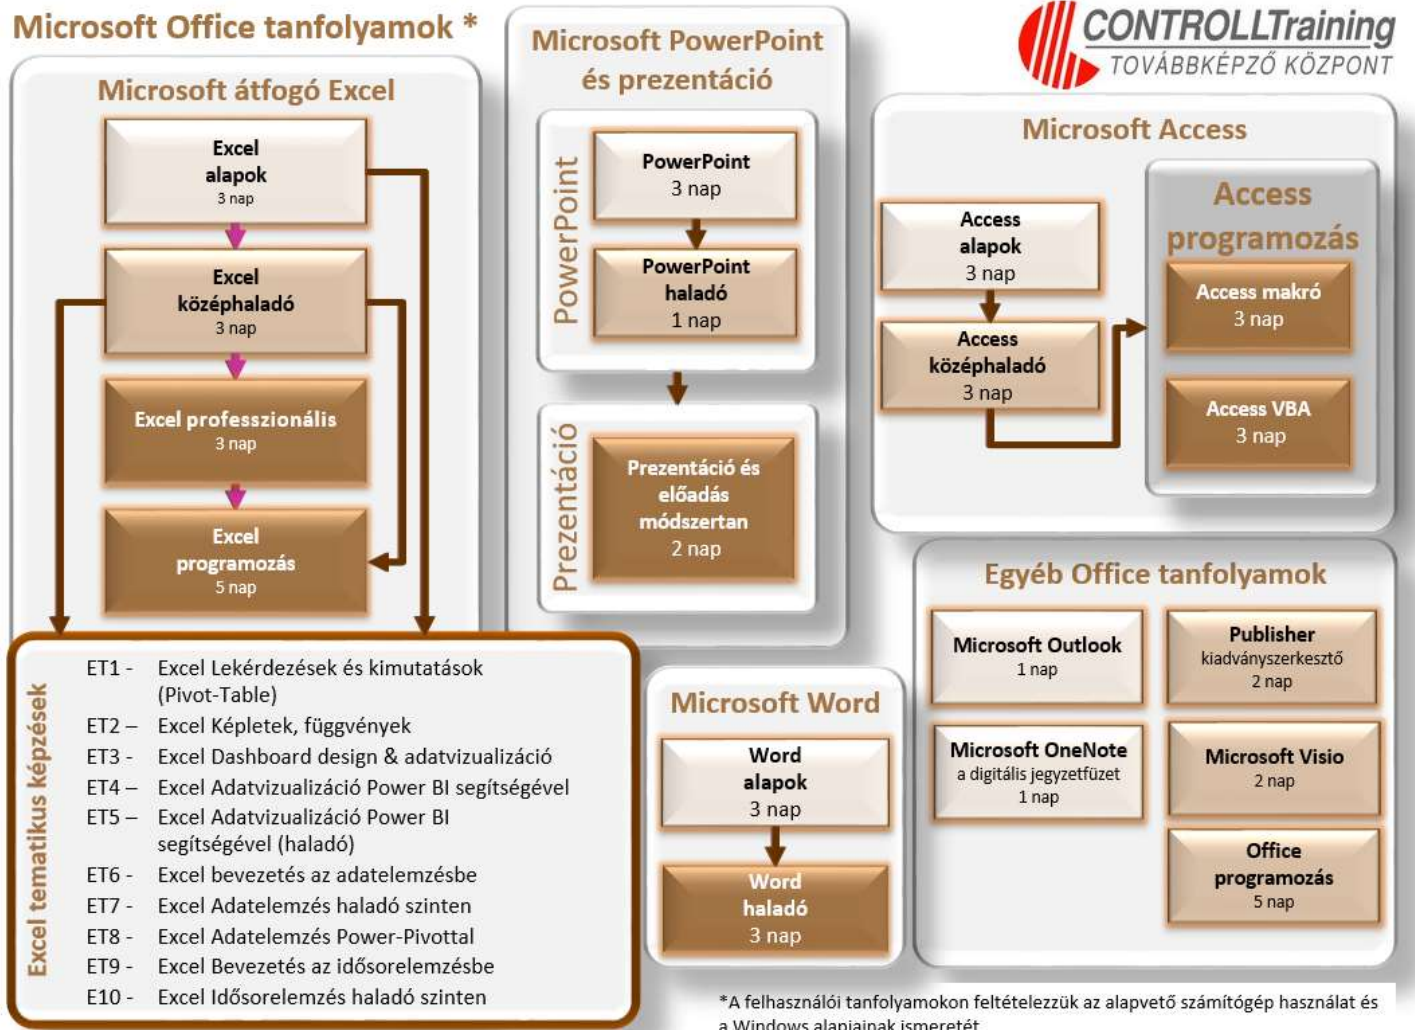 Microsoft Office tanfolyamok *
Microsoft átfogó Excel
Excel
alapok
3 nap
Excel
középhaladó
3 nap
Excel professzionális
3 nap
Excel
programozás
5 nap
Excel tematikus képzések
ET1 - Excel Lekérdezések és kimutatások
(Pivot-Table)
ET2 – Excel Képletek, függvények
ET3 - Excel Dashboard design & adatvizualizáció
ET4 – Excel Adatvizualizáció Power BI segítségével
ET5 – Excel Adatvizualizáció Power BI
segítségével (haladó)
ET6 - Excel bevezetés az adatelemzésbe
ET7 - Excel Adatelemzés haladó szinten
ET8 - Excel Adatelemzés Power-Pivottal
ET9 - Excel Bevezetés az idősorelemzésbe
E10 - Excel Idősorelemzés haladó szinten
Microsoft PowerPoint
és prezentáció
PowerPoint
PowerPoint
3 nap
PowerPoint
haladó
1 nap
Prezentáció
Prezentáció és
előadás
módszertan
2 nap
Microsoft Word
Word
alapok
3 nap
Word
haladó
3 nap
CONTROLLTraining
TOVÁBBKÉPZŐ KÖZPONT
Microsoft Access
Access
alapok
3 nap
Access
középhaladó
3 nap
Access
programozás
Access makró
3 nap
Access VBA
3 nap
Egyéb Office tanfolyamok
Microsoft Outlook
1 nap
Publisher
kiadványszerkesztő
2 nap
Microsoft OneNote
a digitális jegyzetfüzet
1 nap
Microsoft Visio
2 nap
Office
programozás
5 nap
*A felhasználói tanfolyamokon feltételezzük az alapvető számítógép használat és
a Windows alapjainak ismeretét